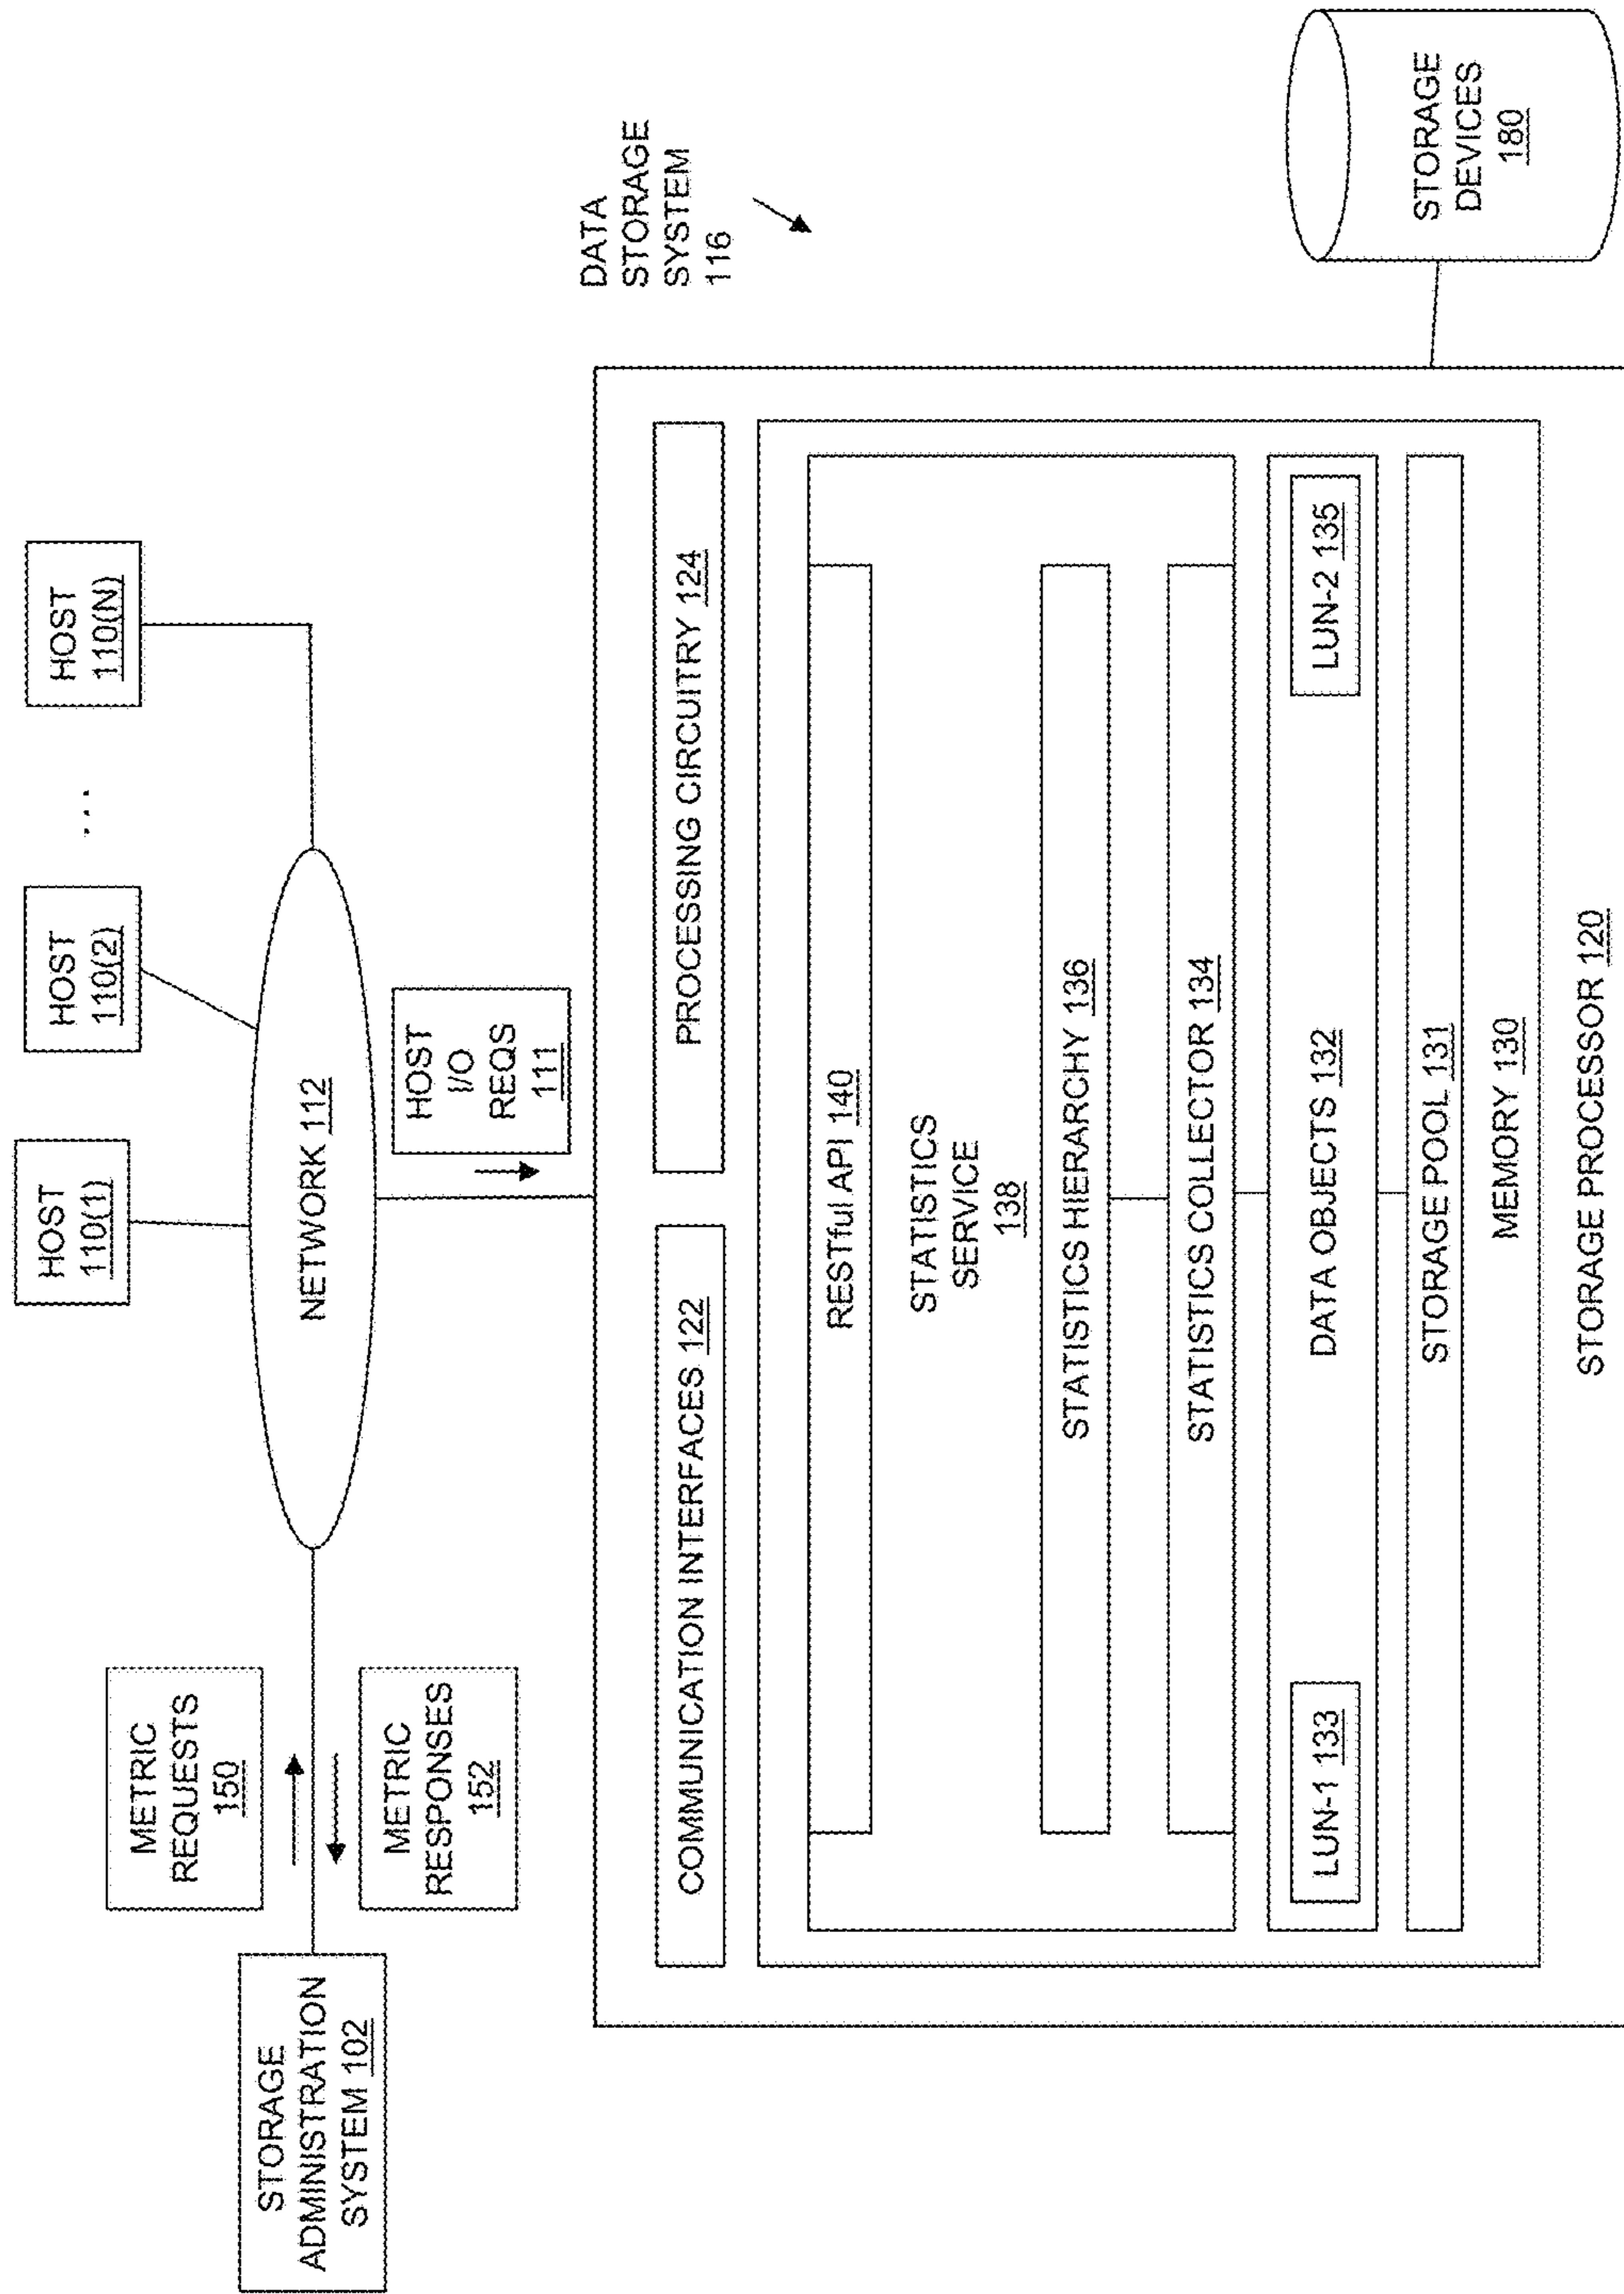 STORAGE
ADMINISTRATION
SYSTEM 102
METRIC
REQUESTS
150
METRIC
RESPONSES
152
HOST
110(1)
HOST
110(2)
...
HOST
110(N)
NETWORK 112
HOST
I/O
REQS
111
DATA
STORAGE
SYSTEM
116
COMMUNICATION INTERFACES 122
PROCESSING CIRCUITRY 124
RESTful API 140
STATISTICS
SERVICE
138
STATISTICS HIERARCHY 136
STATISTICS COLLECTOR 134
LUN-1 133
DATA OBJECTS 132
LUN-2 135
STORAGE POOL 131
MEMORY 130
STORAGE PROCESSOR 120
STORAGE
DEVICES
180